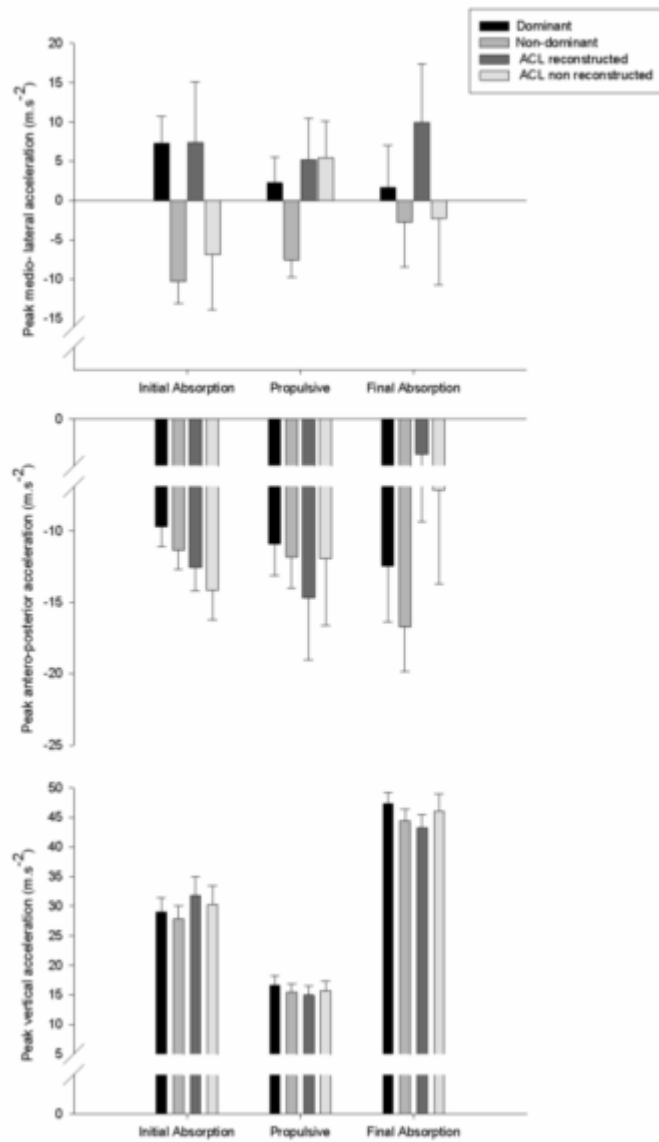 Dominant
Non-dominant
ACL reconstructed
ACL non reconstructed
Peak medio- lateral acceleration (m.s-2)
20
15
10
5
0
-5
-10
-15
Initial Absorption Propulsive Final Absorption
Peak antero-posterior acceleration (m.s-2)
0
-10
-15
-20
-25
Peak vertical acceleration (m.s-2)
50
45
40
35
30
25
20
15
10
5
0
Initial Absorption Propulsive Final Absorption